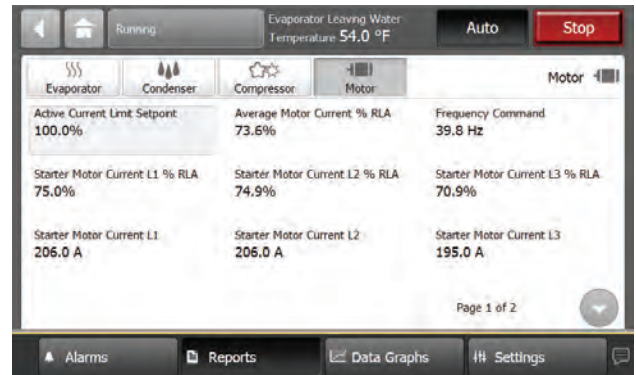 Running
Evaporator Leaving Water
Temperature 54.0 °F
Auto
Stop
Evaporator
Condenser
Compressor
Motor
Motor
Active Current Limit Setpoint
100.0%
Average Motor Current % RLA
73.6%
Frequency Command
39.8 Hz
Starter Motor Current L1 % RLA
75.0%
Starter Motor Current L2 % RLA
74.9%
Starter Motor Current L3 % RLA
70.9%
Starter Motor Current L1
206.0 A
Starter Motor Current L2
206.0 A
Starter Motor Current L3
195.0 A
Page 1 of 2
Alarms
Reports
Data Graphs
Settings